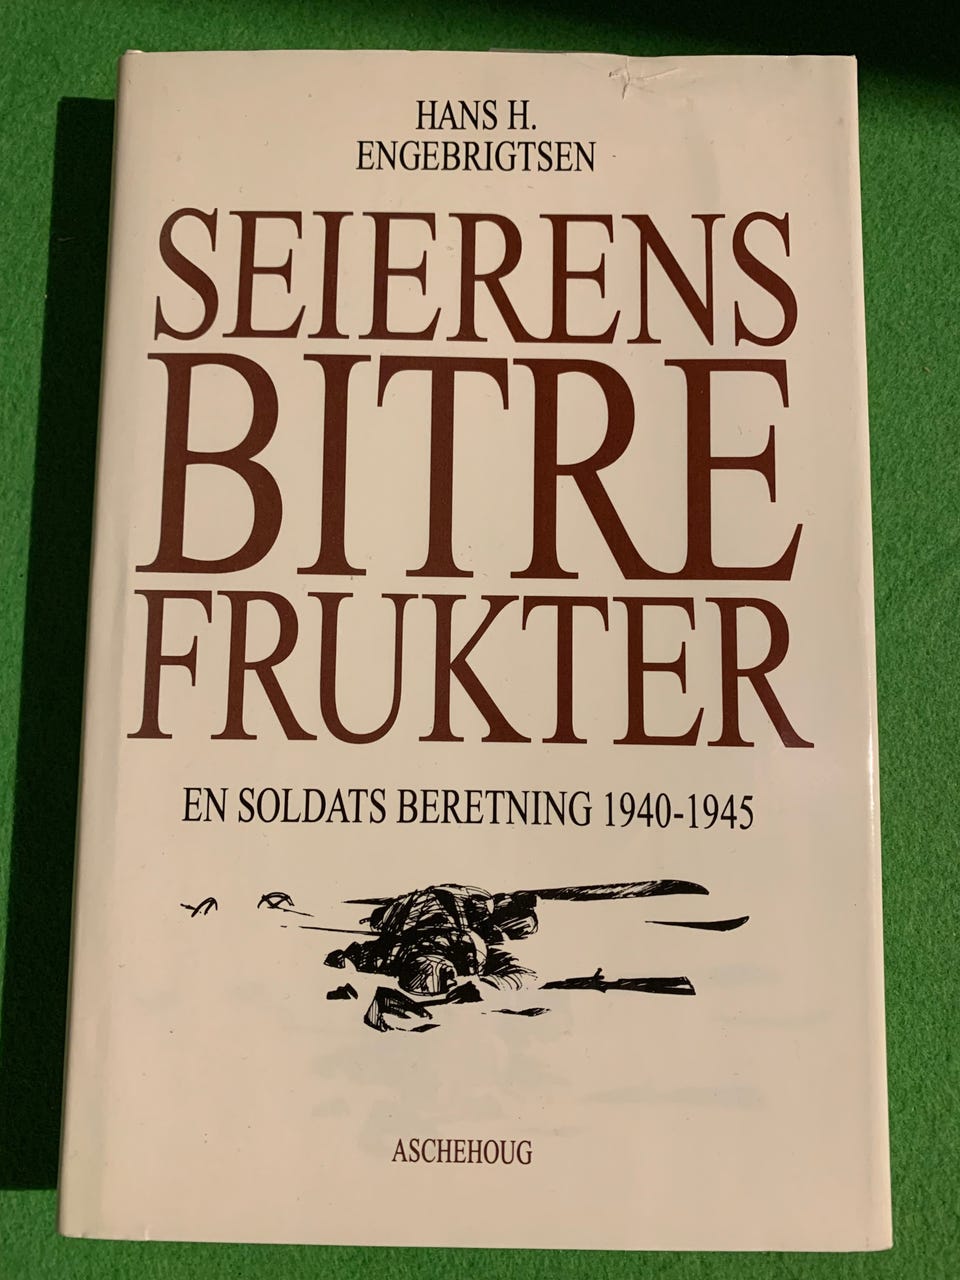 HANS H.
ENGEBRIGTSEN
SEIERENS
BITRE
FRUKTER
EN SOLDATS BERETNING 1940-1945
ASCHEHOUG